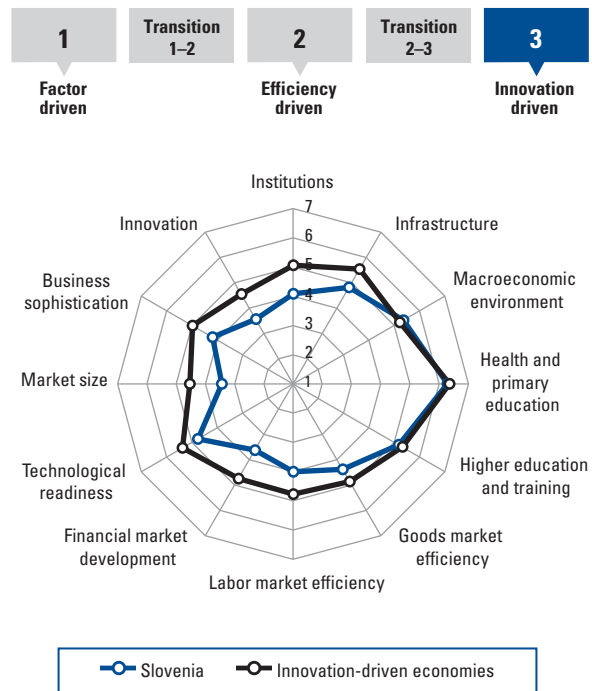 1
Transition
1–2
2
Transition
2–3
3
Factor
driven
Efficiency
driven
Innovation
driven
Institutions
Innovation
Infrastructure
Business
sophistication
Macroeconomic
environment
Market size
Health and
primary
education
Technological
readiness
Higher education
and training
Financial market
development
Goods market
efficiency
Labor market efficiency
7
6
5
4
3
2
1
Slovenia
Innovation-driven economies